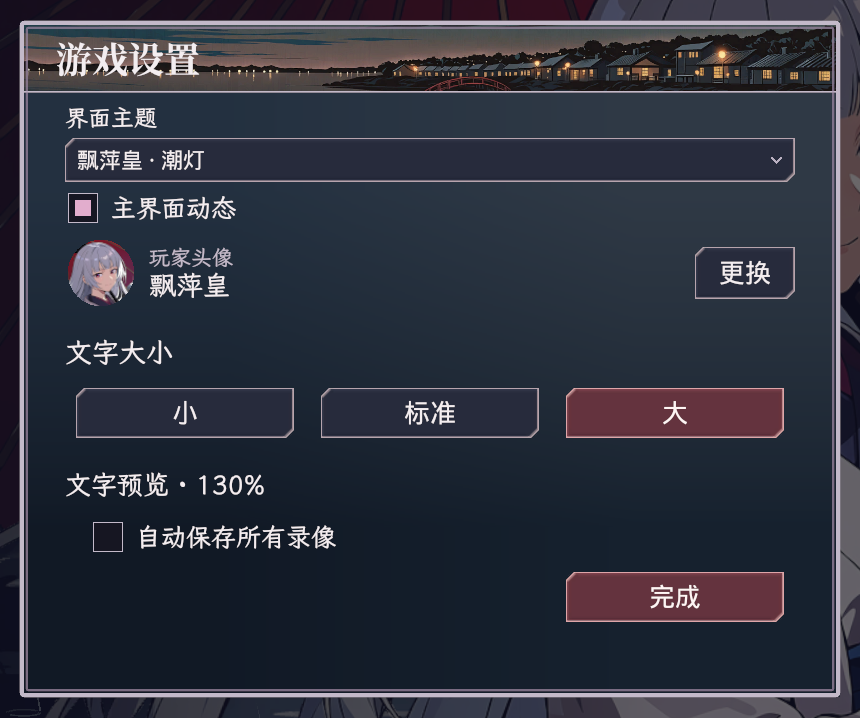 游戏设置
界面主题
飘萍皇 · 潮灯
主界面动态
玩家头像
飘萍皇
更换
文字大小
小
标准
大
文字预览 · 130%
自动保存所有录像
完成